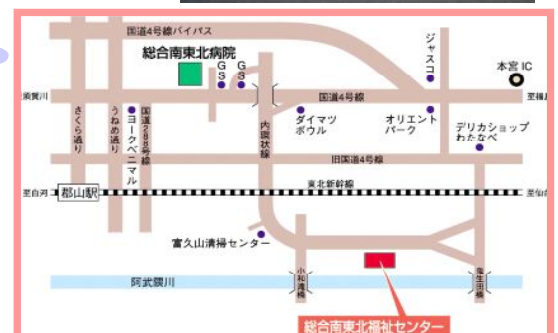 国道4号線バイパス
総合南東北病院
GS
GS
ジャスコ
本宮IC
須賀川
国道4号線
至福
さくら通り
うねめ通り
ヨークベニマル
国道288号線
内環状線
ダイマツ
ボウル
オリエント
パーク
デリカショップ
わたなべ
旧国道4号線
至白河
郡山駅
東北新幹線
至仙台
富久山清掃センター
小和滝橋
阿武隈川
総合南東北福祉センター